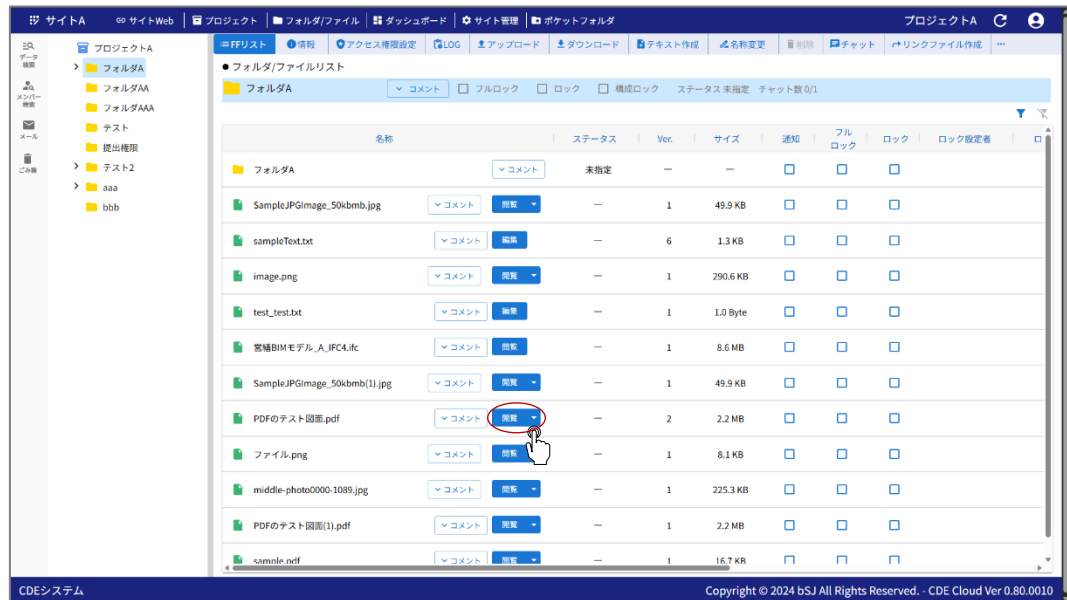 サイトA サイトWeb プロジェクト フォルダ/ファイル ダッシュボード サイト管理 ポケットフォルダ プロジェクトA
データ検索
メンバー検索
メール
ごみ箱
プロジェクトA
フォルダA
フォルダAA
フォルダAAA
テスト
提出権限
テスト2
aaa
bbb
FFリスト 情報 アクセス権限設定 LOG アップロード ダウンロード テキスト作成 名称変更 削除 チャット リンクファイル作成 ...
●フォルダ/ファイルリスト
フォルダA コメント フルロック ロック 構成ロック ステータス 未指定 チャット数 0/1
名称 ステータス Ver. サイズ 通知 フルロック ロック ロック設定者 ロ
フォルダA コメント 未指定 — —
SampleJPGImage_50kbmb.jpg コメント 閲覧 — 1 49.9 KB
sampleText.txt コメント 編集 — 6 1.3 KB
image.png コメント 閲覧 — 1 290.6 KB
test_test.txt コメント 編集 — 1 1.0 Byte
営繕BIMモデル_A_IFC4.ifc コメント 閲覧 — 1 8.6 MB
SampleJPGImage_50kbmb(1).jpg コメント 閲覧 — 1 49.9 KB
PDFのテスト図面.pdf コメント 閲覧 — 2 2.2 MB
ファイル.png コメント 閲覧 — 1 8.1 KB
middle-photo0000-1089.jpg コメント 閲覧 — 1 225.3 KB
PDFのテスト図面(1).pdf コメント 閲覧 — 1 2.2 MB
sample.pdf コメント 閲覧 — 1 16.7 KB
CDEシステム Copyright © 2024 bSJ All Rights Reserved. - CDE Cloud Ver 0.80.0010